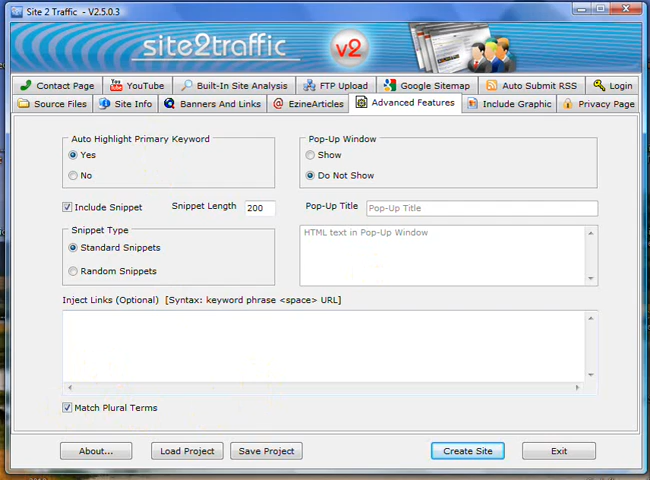 Site 2 Traffic - V2.5.0.3
site2traffic v2
Contact Page YouTube Built-In Site Analysis FTP Upload Google Sitemap Auto Submit RSS Login
Source Files Site Info Banners And Links EzineArticles Advanced Features Include Graphic Privacy Page
Auto Highlight Primary Keyword
Yes
No
Pop-Up Window
Show
Do Not Show
Include Snippet Snippet Length 200
Pop-Up Title Pop-Up Title
Snippet Type
Standard Snippets
Random Snippets
HTML text in Pop-Up Window
Inject Links (Optional) [Syntax: keyword phrase <space> URL]
Match Plural Terms
About... Load Project Save Project Create Site Exit